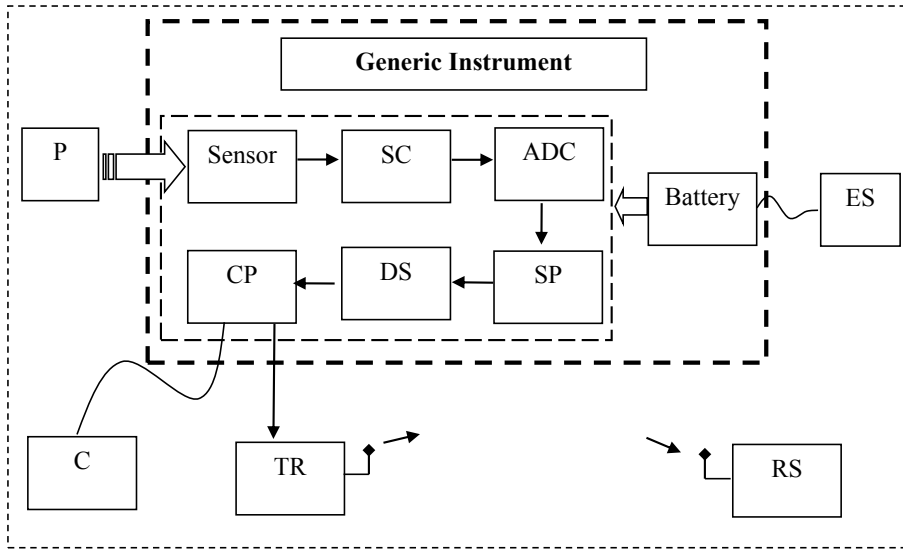 Generic Instrument
P
Sensor
SC
ADC
Battery
ES
CP
DS
SP
C
TR
RS